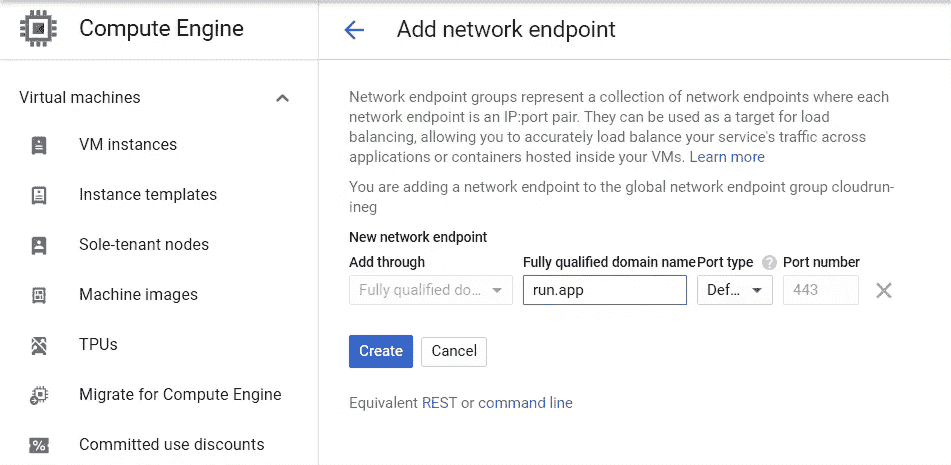 Compute Engine
Add network endpoint
Virtual machines
VM instances
Instance templates
Sole-tenant nodes
Machine images
TPUs
Migrate for Compute Engine
Committed use discounts
Network endpoint groups represent a collection of network endpoints where each
network endpoint is an IP:port pair. They can be used as a target for load
balancing, allowing you to accurately load balance your service's traffic across
applications or containers hosted inside your VMs. Learn more
You are adding a network endpoint to the global network endpoint group cloudrun-
ineg
New network endpoint
Add through Fully qualified domain name Port type ? Port number
Fully qualified do... run.app Def... 443
Create Cancel
Equivalent REST or command line